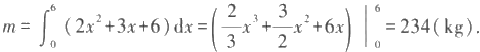 m = ∫₀⁶ (2x²+3x+6)dx = (2/3 x³ + 3/2 x² + 6x) |₀⁶ = 234(kg).